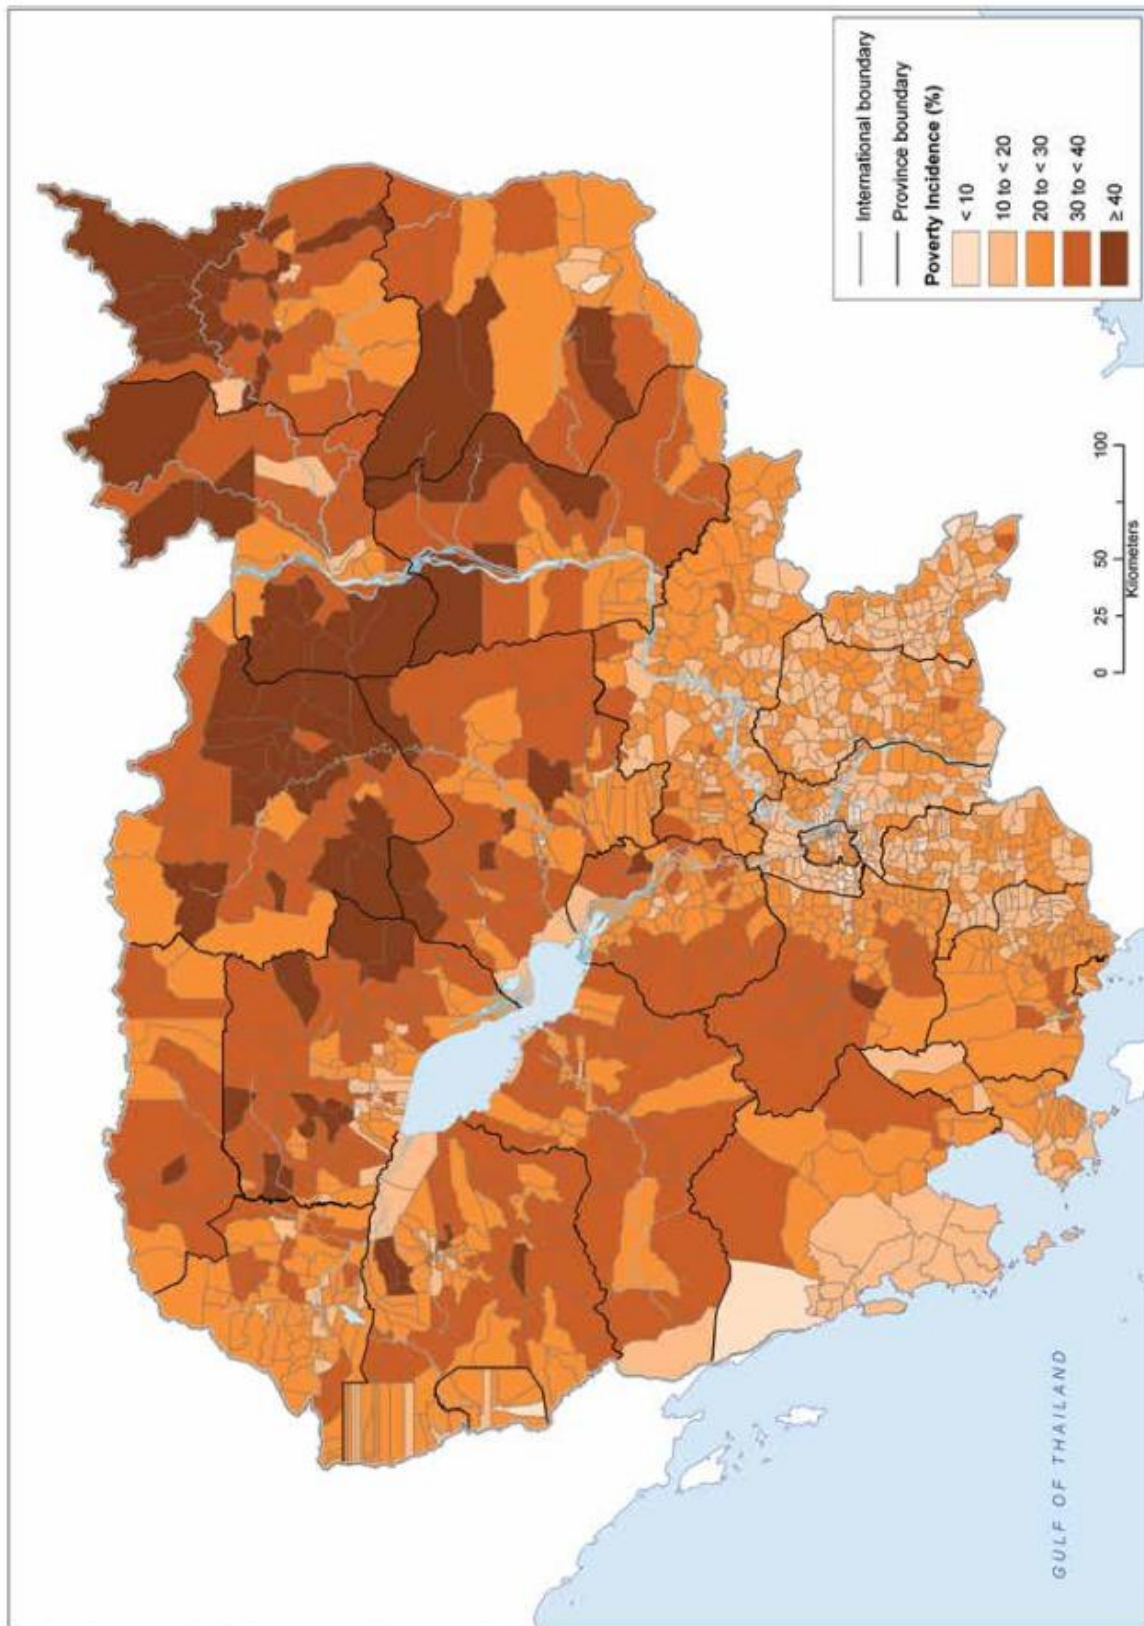 International boundary
Province boundary
Poverty Incidence (%)
< 10
10 to < 20
20 to < 30
30 to < 40
≥ 40
0 25 50 100
Kilometers
GULF OF THAILAND